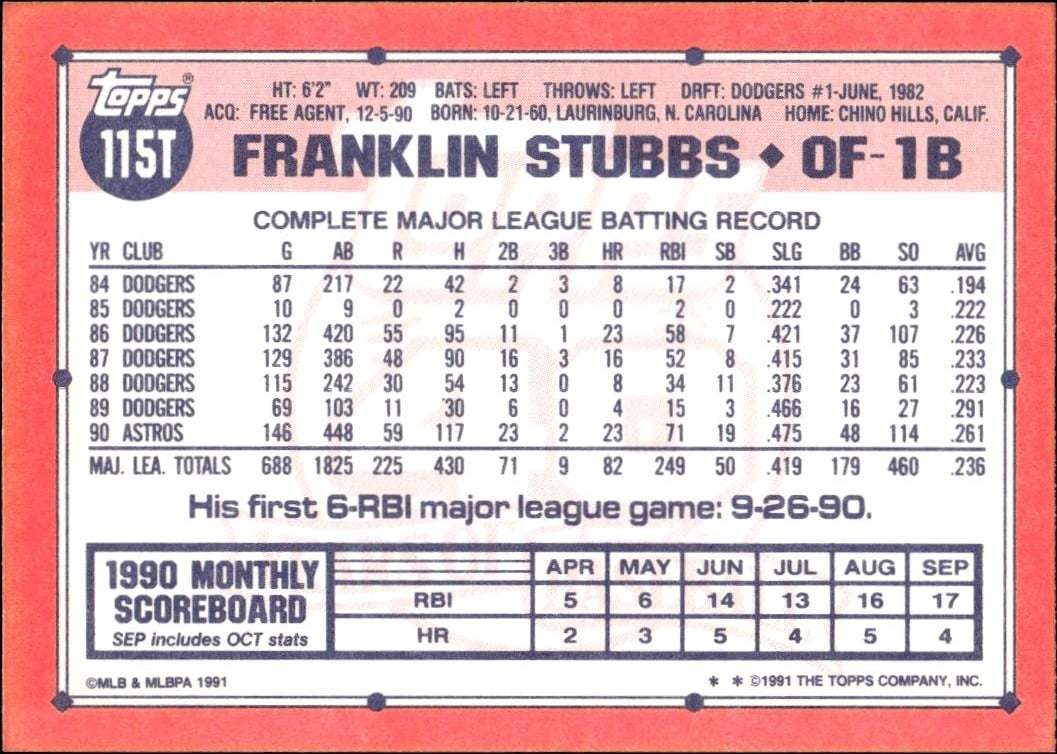 Topps®
115T
HT: 6'2" WT: 209 BATS: LEFT THROWS: LEFT DRFT: DODGERS #1-JUNE, 1982
ACQ: FREE AGENT, 12-5-90 BORN: 10-21-60, LAURINBURG, N. CAROLINA HOME: CHINO HILLS, CALIF.
FRANKLIN STUBBS ◆ OF-1B
COMPLETE MAJOR LEAGUE BATTING RECORD
YR CLUB G AB R H 2B 3B HR RBI SB SLG BB SO AVG
84 DODGERS 87 217 22 42 2 3 8 17 2 .341 24 63 .194
85 DODGERS 10 9 0 2 0 0 0 2 0 .222 0 3 .222
86 DODGERS 132 420 55 95 11 1 23 58 7 .421 37 107 .226
87 DODGERS 129 386 48 90 16 3 16 52 8 .415 31 85 .233
88 DODGERS 115 242 30 54 13 0 8 34 11 .376 23 61 .223
89 DODGERS 69 103 11 30 6 0 4 15 3 .466 16 27 .291
90 ASTROS 146 448 59 117 23 2 23 71 19 .475 48 114 .261
MAJ. LEA. TOTALS 688 1825 225 430 71 9 82 249 50 .419 179 460 .236
His first 6-RBI major league game: 9-26-90.
1990 MONTHLY
SCOREBOARD
SEP includes OCT stats
APR MAY JUN JUL AUG SEP
RBI 5 6 14 13 16 17
HR 2 3 5 4 5 4
©MLB & MLBPA 1991
* * ©1991 THE TOPPS COMPANY, INC.